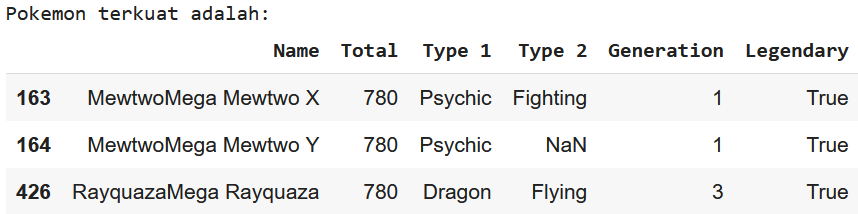 Pokemon terkuat adalah:
Name Total Type 1 Type 2 Generation Legendary
163 MewtwoMega Mewtwo X 780 Psychic Fighting 1 True
164 MewtwoMega Mewtwo Y 780 Psychic NaN 1 True
426 RayquazaMega Rayquaza 780 Dragon Flying 3 True